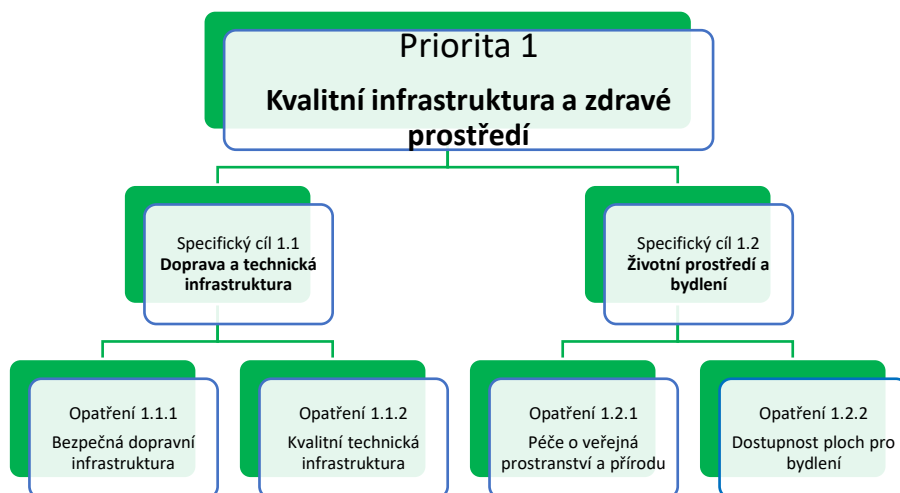 Priorita 1
Kvalitní infrastruktura a zdravé
prostředí
Specifický cíl 1.1
Doprava a technická
infrastruktura
Specifický cíl 1.2
Životní prostředí a
bydlení
Opatření 1.1.1
Bezpečná dopravní
infrastruktura
Opatření 1.1.2
Kvalitní technická
infrastruktura
Opatření 1.2.1
Péče o veřejná
prostranství a přírodu
Opatření 1.2.2
Dostupnost ploch pro
bydlení